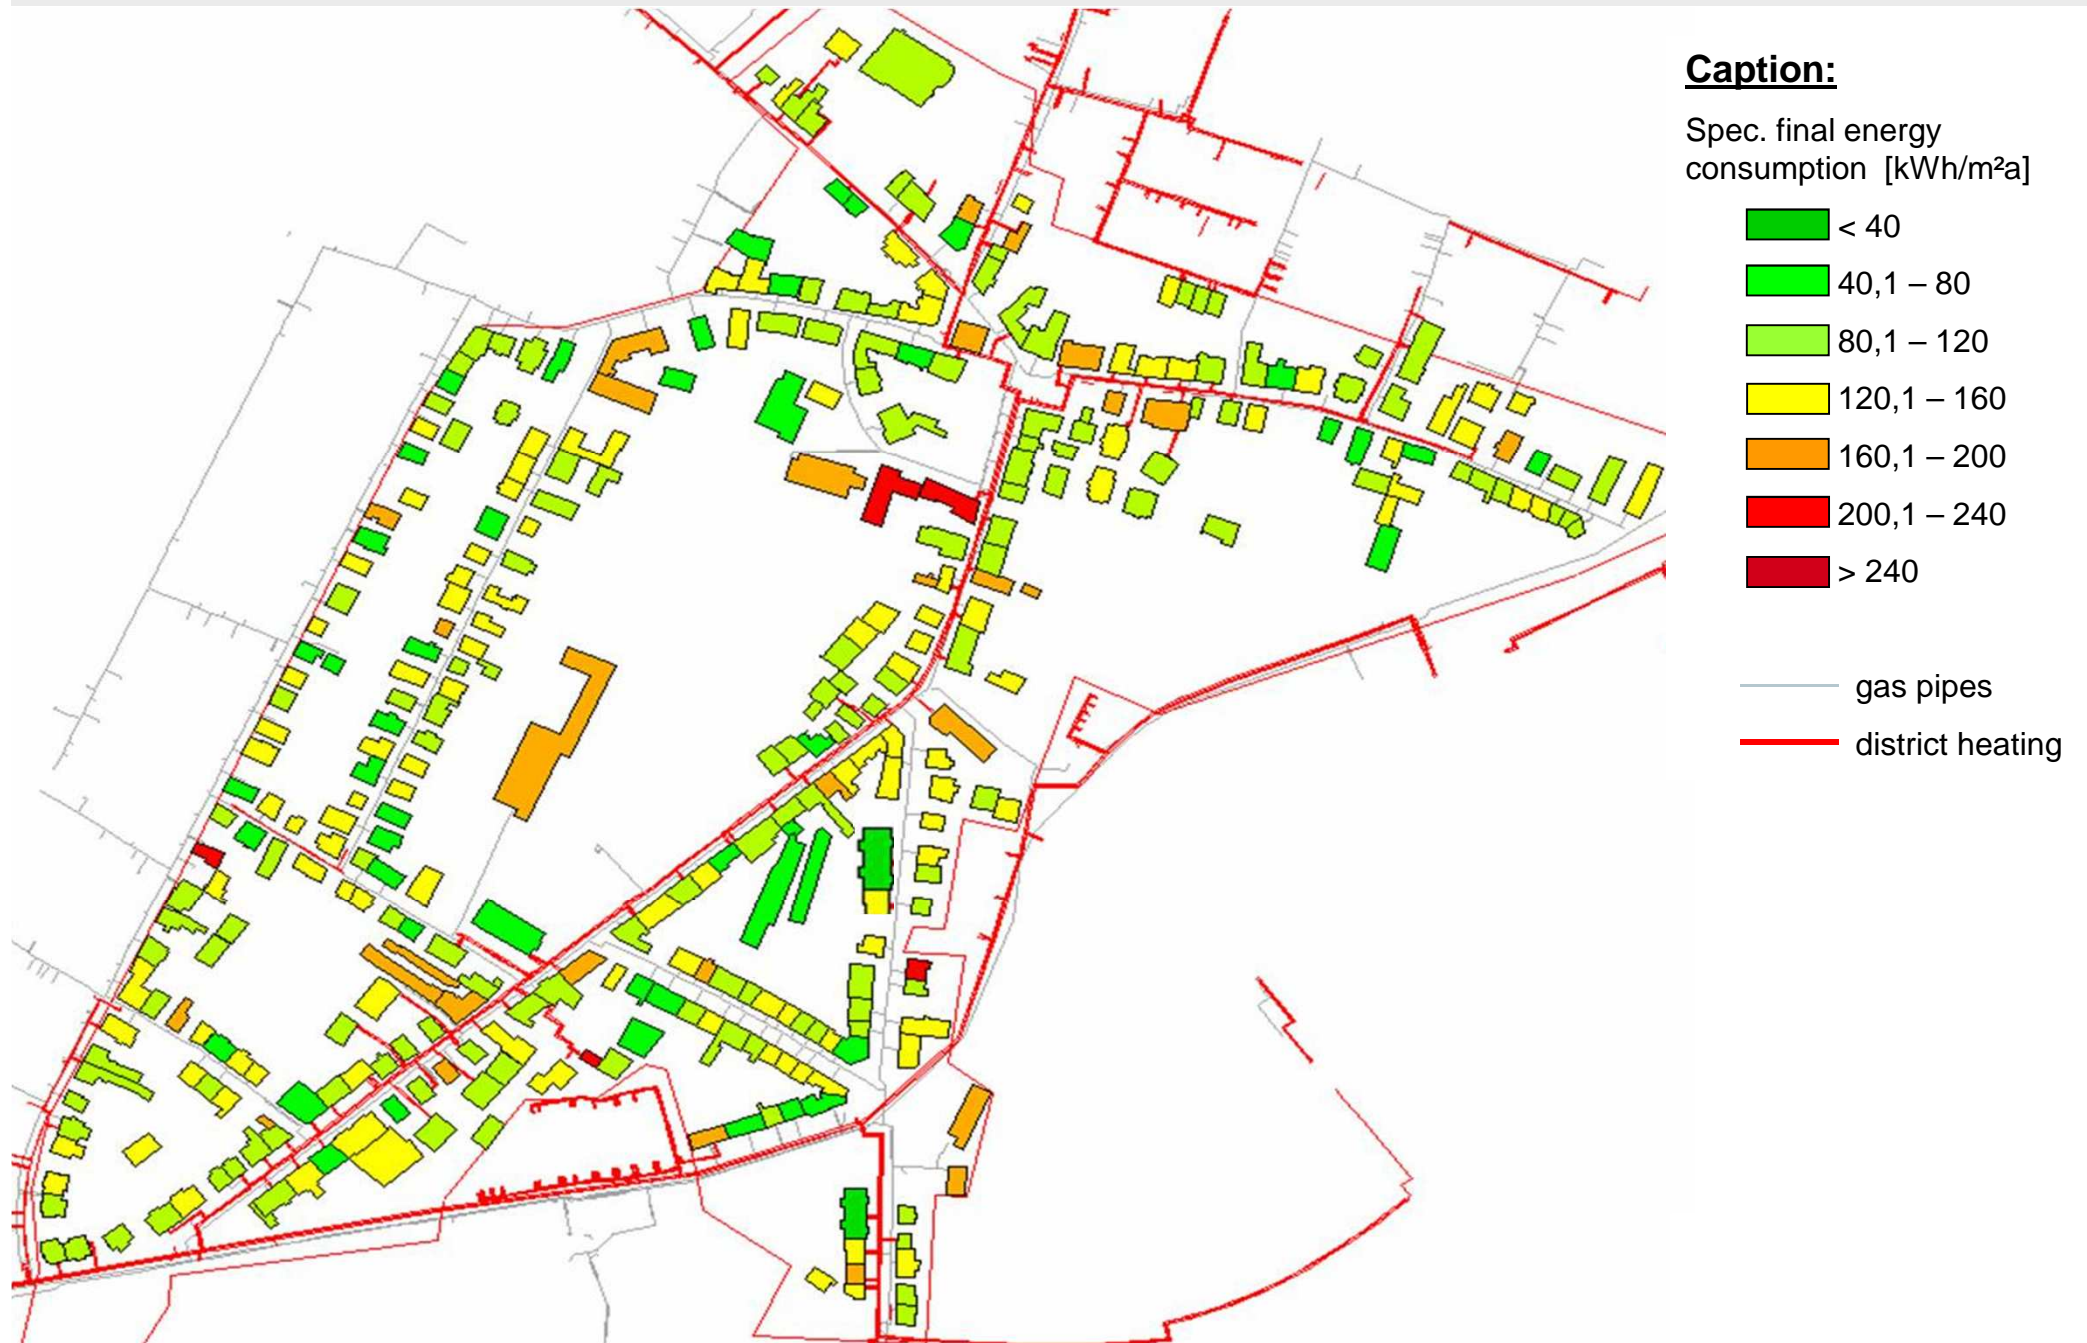 Caption:
Spec. final energy
consumption [kWh/m²a]
< 40
40,1 – 80
80,1 – 120
120,1 – 160
160,1 – 200
200,1 – 240
> 240
gas pipes
district heating